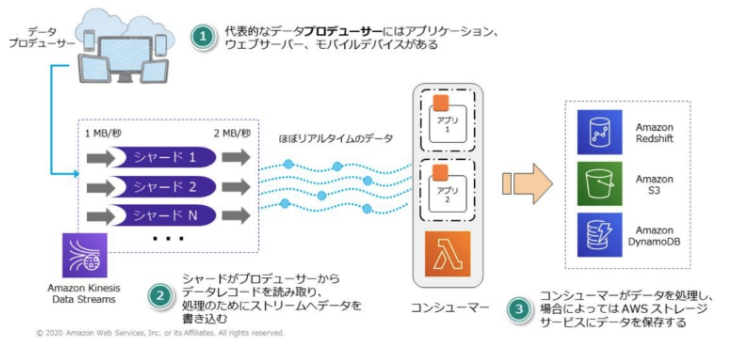 データ
プロデューサー
1
代表的なデータプロデューサーにはアプリケーション、
ウェブサーバー、モバイルデバイスがある
1 MB/秒
2 MB/秒
シャード 1
シャード 2
シャード N
・・・
Amazon Kinesis
Data Streams
2
シャードがプロデューサーから
データレコードを読み取り、
処理のためにストリームへデータを
書き込む
ほぼリアルタイムのデータ
アプリ
1
アプリ
2
コンシューマー
Amazon
Redshift
Amazon
S3
Amazon
DynamoDB
3
コンシューマーがデータを処理し、
場合によっては AWS ストレージ
サービスにデータを保存する
© 2020 Amazon Web Services, Inc. or its Affiliates. All rights reserved.